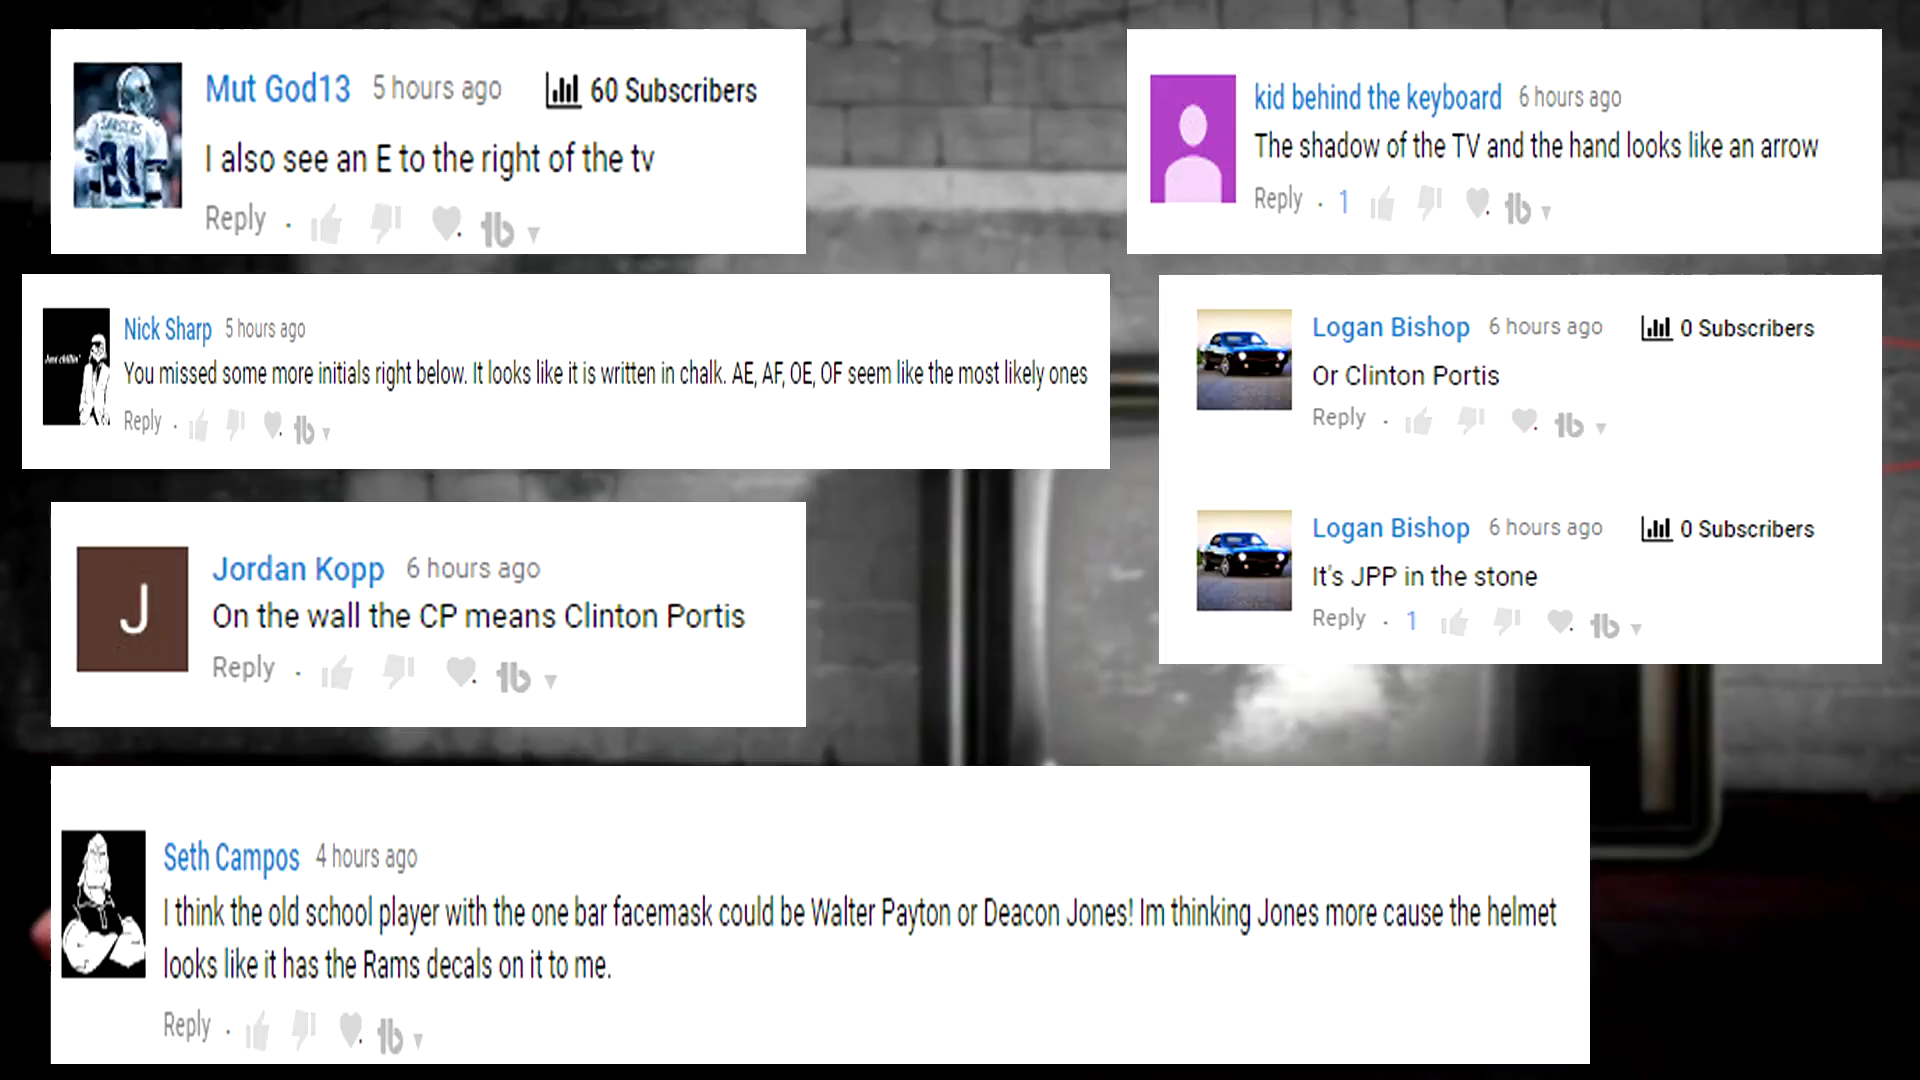 Mut God13 5 hours ago 60 Subscribers
I also see an E to the right of the tv
Reply
kid behind the keyboard 6 hours ago
The shadow of the TV and the hand looks like an arrow
Reply · 1
Nick Sharp 5 hours ago
You missed some more initials right below. It looks like it is written in chalk. AE, AF, OE, OF seem like the most likely ones
Reply
Logan Bishop 6 hours ago 0 Subscribers
Or Clinton Portis
Reply
Logan Bishop 6 hours ago 0 Subscribers
It's JPP in the stone
Reply · 1
J
Jordan Kopp 6 hours ago
On the wall the CP means Clinton Portis
Reply
Seth Campos 4 hours ago
I think the old school player with the one bar facemask could be Walter Payton or Deacon Jones! Im thinking Jones more cause the helmet
looks like it has the Rams decals on it to me.
Reply
SANDERS
21